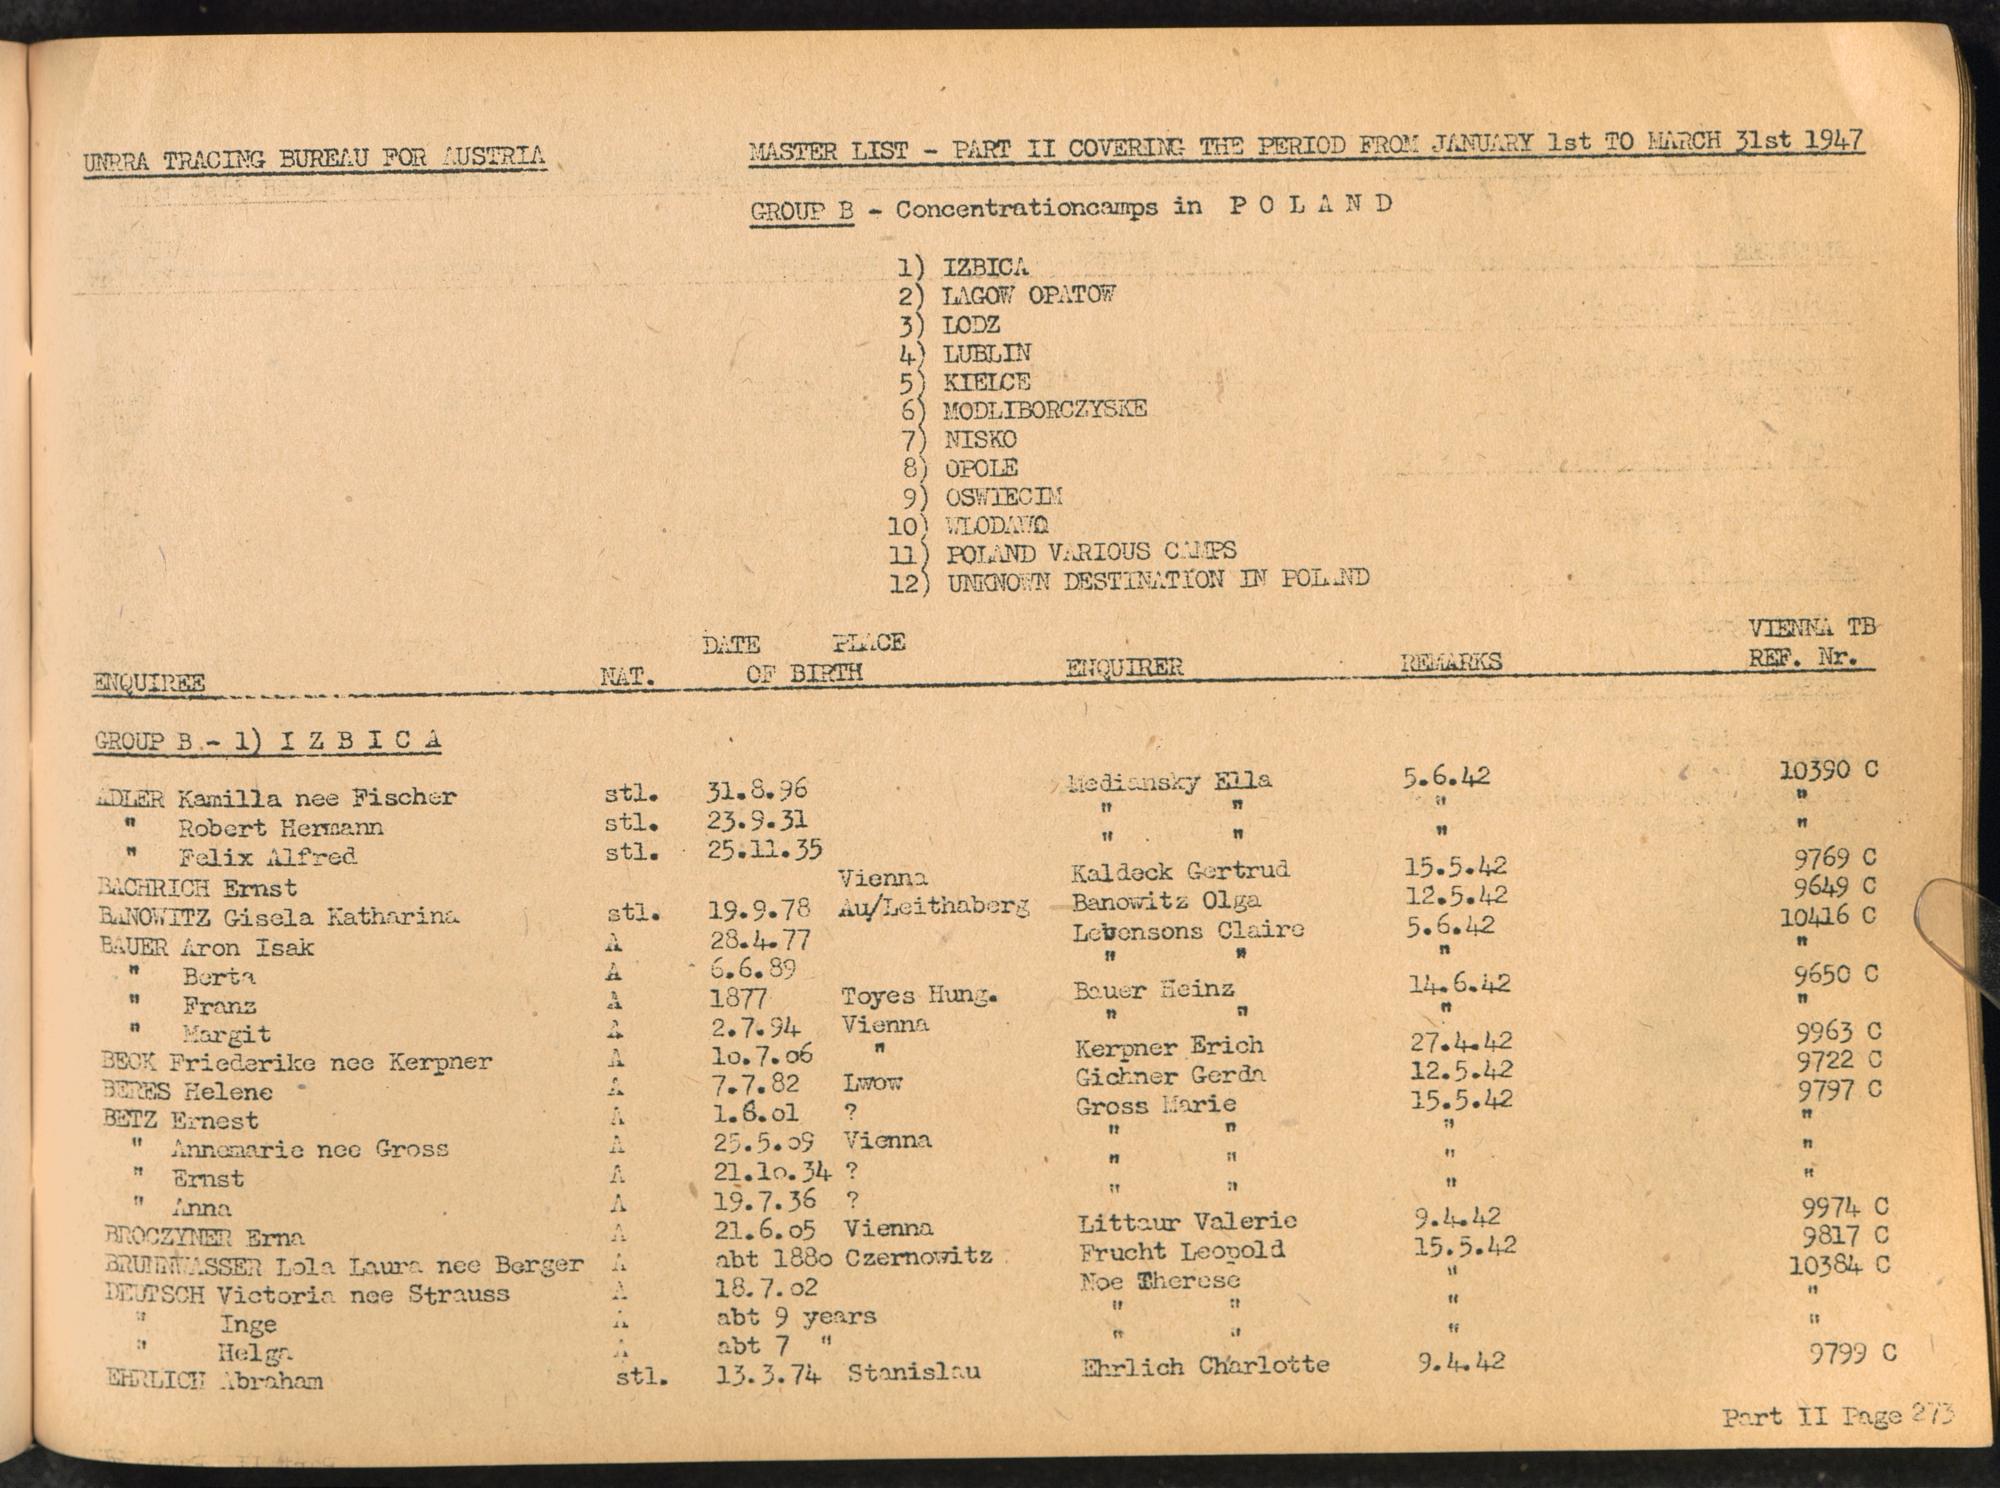 UNRRA TRACING BUREAU FOR AUSTRIA MASTER LIST - PART II COVERING THE PERIOD FROM JANUARY 1st TO MARCH 31st 1947
GROUP B - Concentrationcamps in P O L A N D
1) IZBICA
2) LAGOW OPATOW
3) LODZ
4) LUBLIN
5) KIELCE
6) MODLIBORCZYSKE
7) NISKO
8) OPOLE
9) OSWIECIM
10) WLODAWA
11) POLAND VARIOUS CAMPS
12) UNKNOWN DESTINATION IN POLAND
DATE PLACE VIENNA TB
ENQUIREE NAT. OF BIRTH ENQUIRER REMARKS REF. Nr.
GROUP B - 1) I Z B I C A
ADLER Kamilla nee Fischer stl. 31.8.96 Mediansky Ella 5.6.42 10390 C
" Robert Hermann stl. 23.9.31 " " " "
" Felix Alfred stl. 25.11.35 " " " "
BACHRICH Ernst Vienna Kaldeck Gertrud 15.5.42 9769 C
BANOWITZ Gisela Katharina stl. 19.9.78 Au/Leithaberg Banowitz Olga 12.5.42 9649 C
BAUER Aron Isak A 28.4.77 Lebensons Claire 5.6.42 10416 C
" Berta A 6.6.89 " " " "
" Franz A 1877 Toyes Hung. Bauer Heinz 14.6.42 9650 C
" Margit A 2.7.94 Vienna " " " "
BECK Friederike nee Kerpner A 10.7.06 " Kerpner Erich 27.4.42 9963 C
BERES Helene A 7.7.82 Lwow Gichner Gerda 12.5.42 9722 C
BETZ Ernest A 1.8.01 ? Gross Marie 15.5.42 9797 C
" Annemarie nee Gross A 25.5.09 Vienna " " " "
" Ernst A 21.10.34 ? " " " "
" Anna A 19.7.36 ? " " " "
BROCZYNER Erna A 21.6.05 Vienna Littaur Valerie 9.4.42 9974 C
BRUNNWASSER Lola Laura nee Berger A abt 1880 Czernowitz Frucht Leopold 15.5.42 9817 C
DEUTSCH Victoria nee Strauss A 18.7.02 Noe Therese " 10384 C
" Inge A abt 9 years " " " "
" Helga A abt 7 " " " " "
EHRLICH Abraham stl. 13.3.74 Stanislau Ehrlich Charlotte 9.4.42 9799 C
Part II Page 273